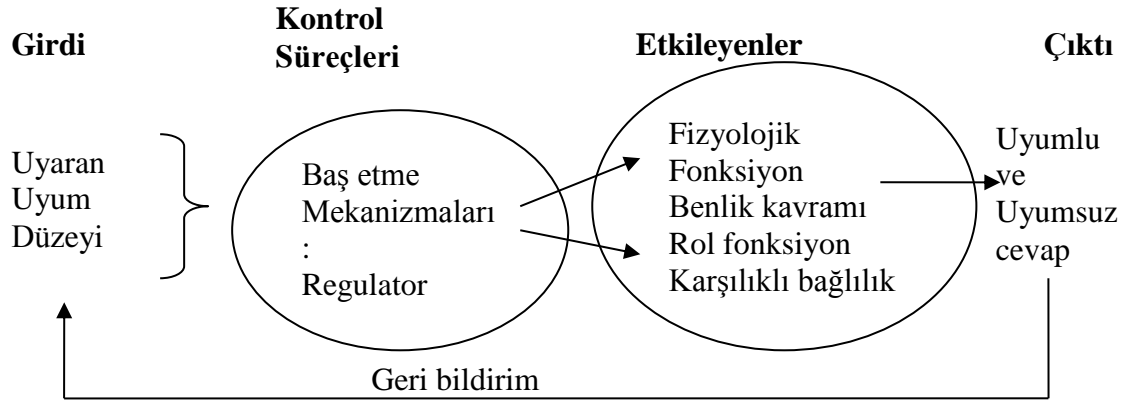 Girdi
Kontrol
Süreçleri
Etkileyenler
Çıktı
Uyaran
Uyum
Düzeyi
Baş etme
Mekanizmaları
:
Regulator
Fizyolojik
Fonksiyon
Benlik kavramı
Rol fonksiyon
Karşılıklı bağlılık
Uyumlu
ve
Uyumsuz
cevap
Geri bildirim